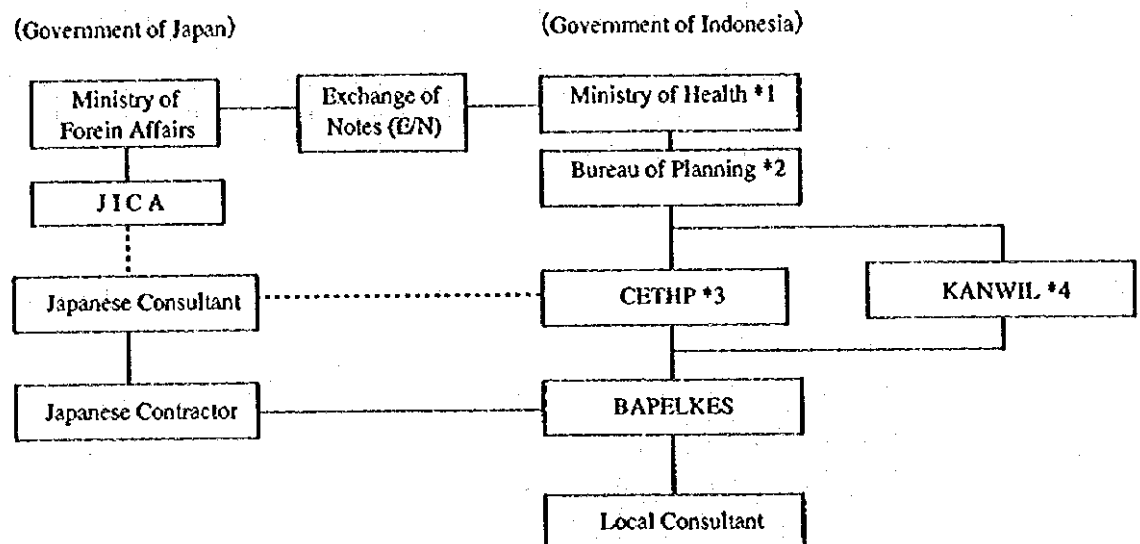 (Government of Japan)
(Government of Indonesia)
Ministry of
Forein Affairs
Exchange of
Notes (E/N)
Ministry of Health *1
Bureau of Planning *2
J I C A
Japanese Consultant
CETHP *3
KANWIL *4
Japanese Contractor
BAPELKES
Local Consultant